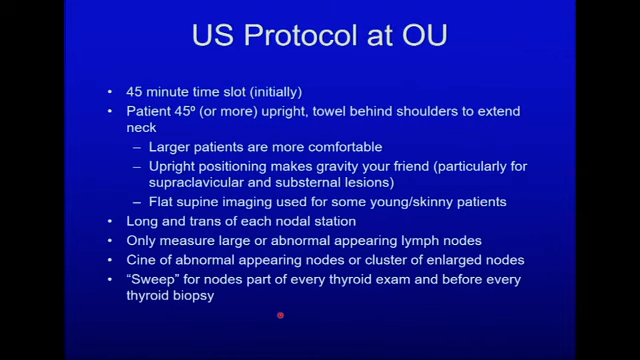 US Protocol at OU
• 45 minute time slot (initially)
• Patient 45º (or more) upright, towel behind shoulders to extend
neck
– Larger patients are more comfortable
– Upright positioning makes gravity your friend (particularly for
supraclavicular and substernal lesions)
– Flat supine imaging used for some young/skinny patients
• Long and trans of each nodal station
• Only measure large or abnormal appearing lymph nodes
• Cine of abnormal appearing nodes or cluster of enlarged nodes
• “Sweep” for nodes part of every thyroid exam and before every
thyroid biopsy